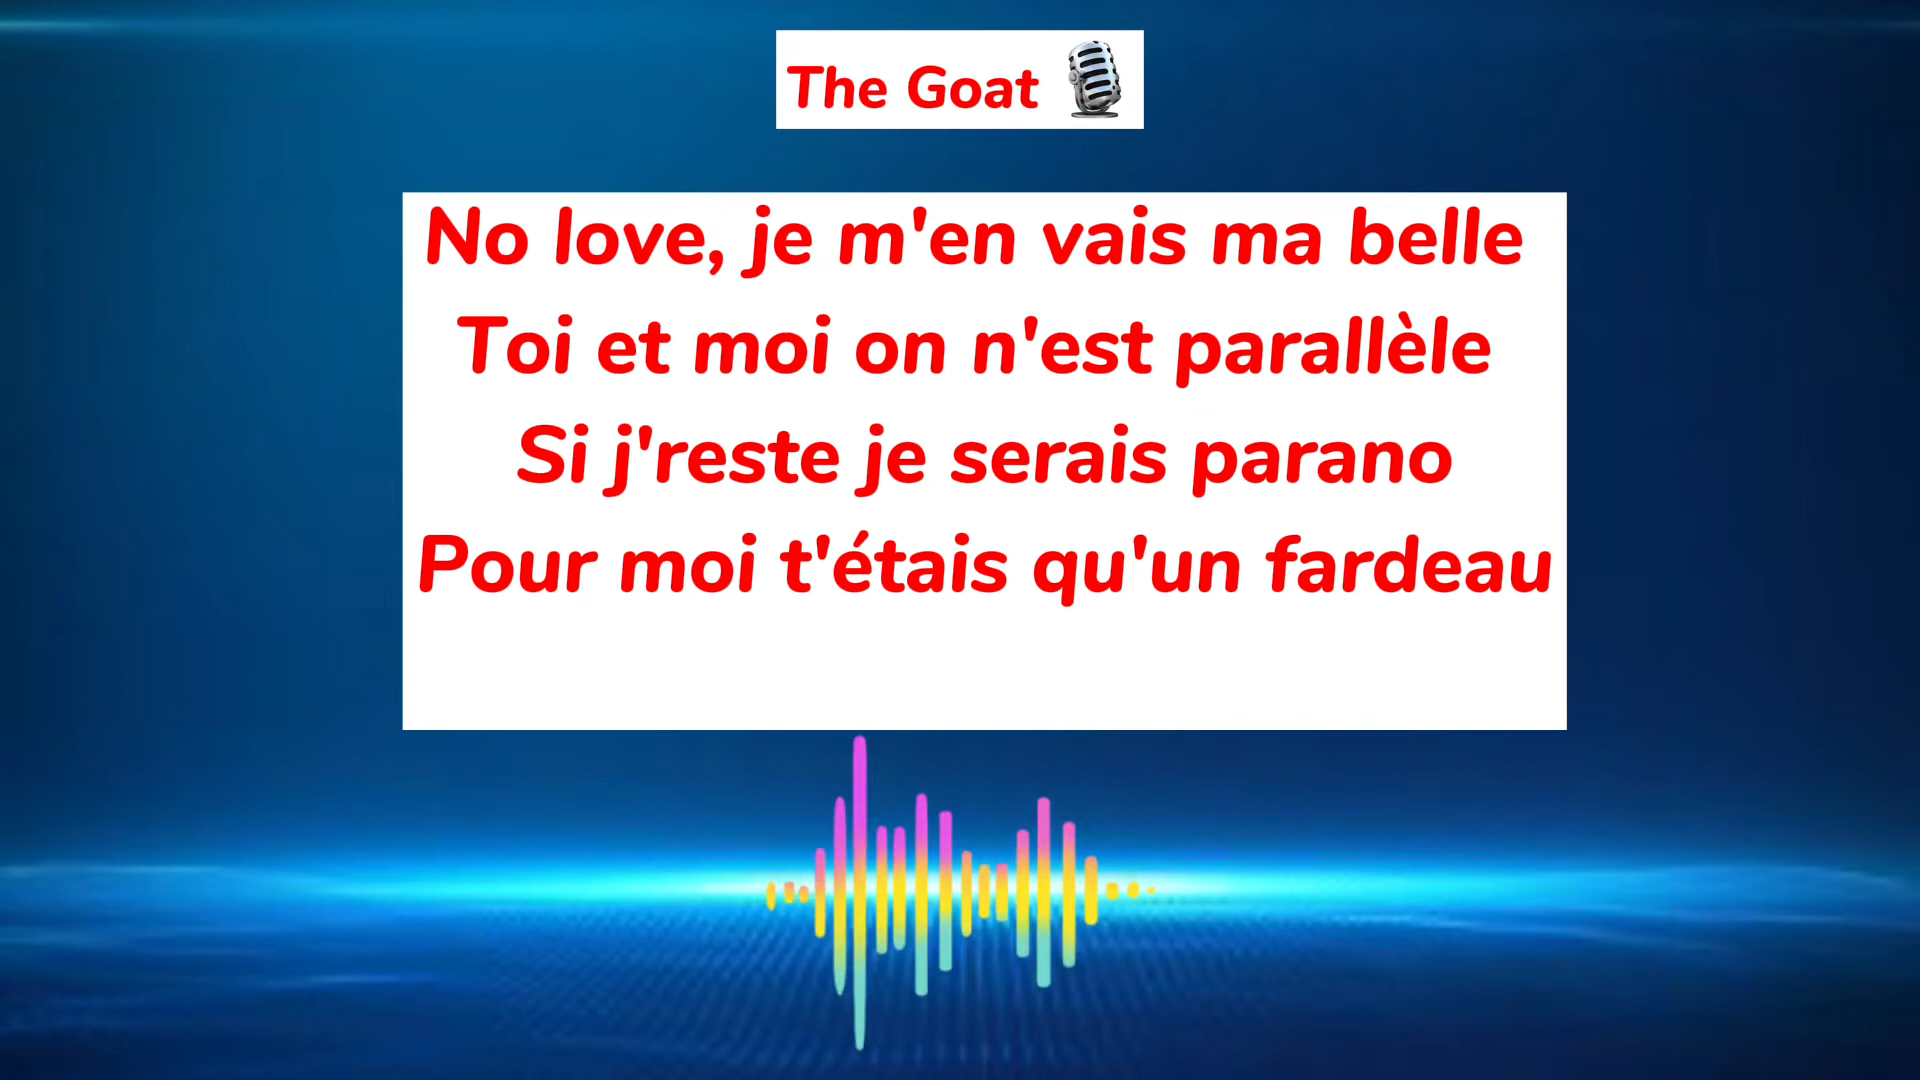 The Goat
No love, je m'en vais ma belle
Toi et moi on n'est parallèle
Si j'reste je serais parano
Pour moi t'étais qu'un fardeau